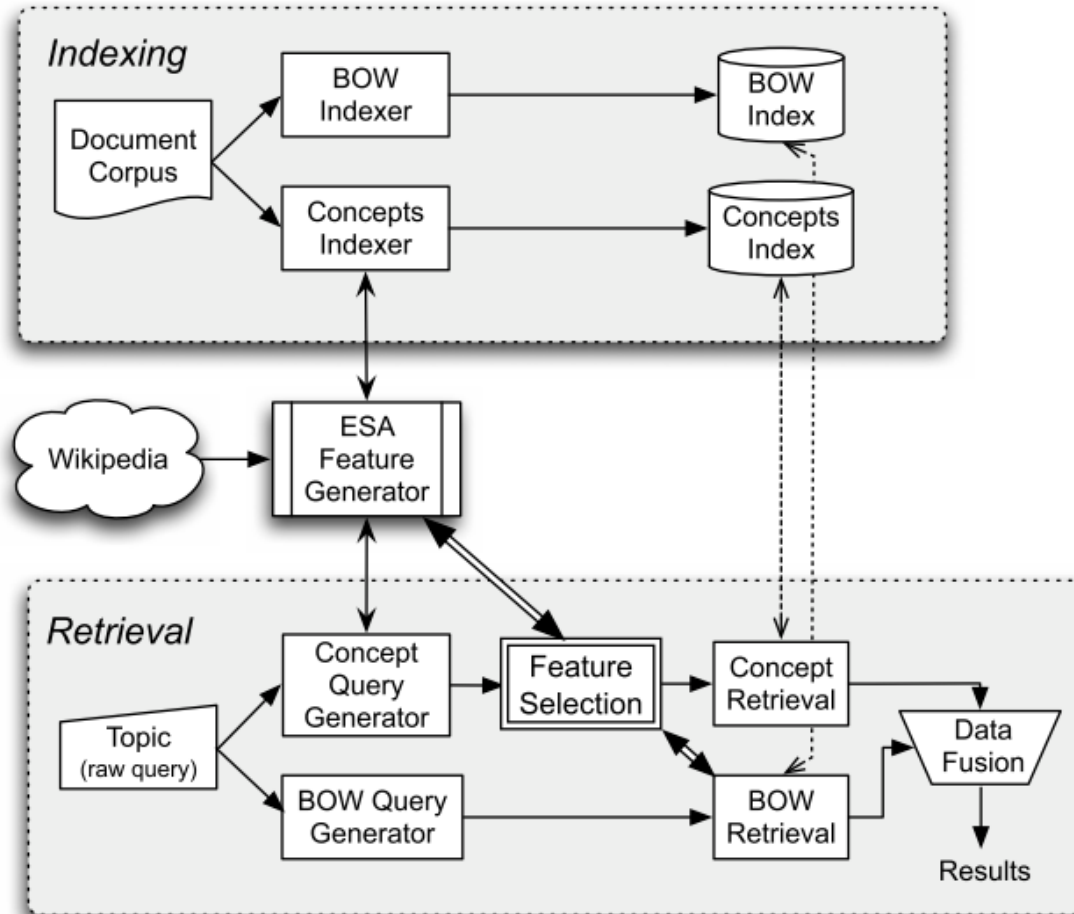 Indexing
BOW
Indexer
BOW
Index
Document
Corpus
Concepts
Indexer
Concepts
Index
Wikipedia
ESA
Feature
Generator
Retrieval
Concept
Query
Generator
Feature
Selection
Concept
Retrieval
Topic
(raw query)
Data
Fusion
BOW Query
Generator
BOW
Retrieval
Results